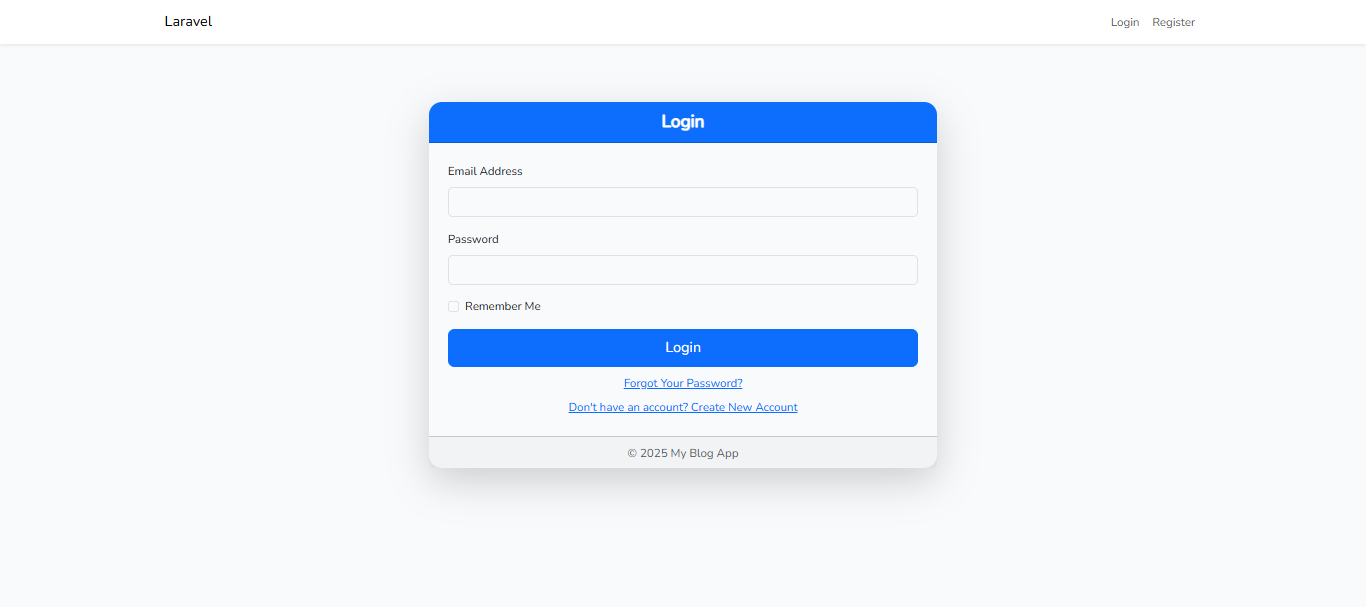 Laravel
Login Register
Login
Email Address
Password
Remember Me
Login
Forgot Your Password?
Don't have an account? Create New Account
© 2025 My Blog App